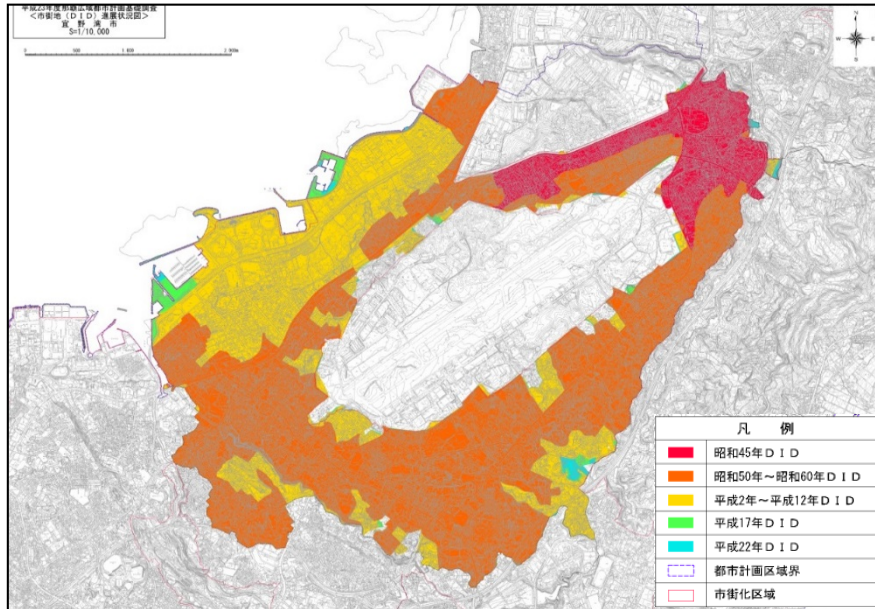 平成23年度那覇広域都市計画基礎調査
<市街地(DID)進展状況図>
宜野湾市
S=1/10,000
N
W
E
S
凡 例
昭和45年DID
昭和50年~昭和60年DID
平成2年~平成12年DID
平成17年DID
平成22年DID
都市計画区域界
市街化区域